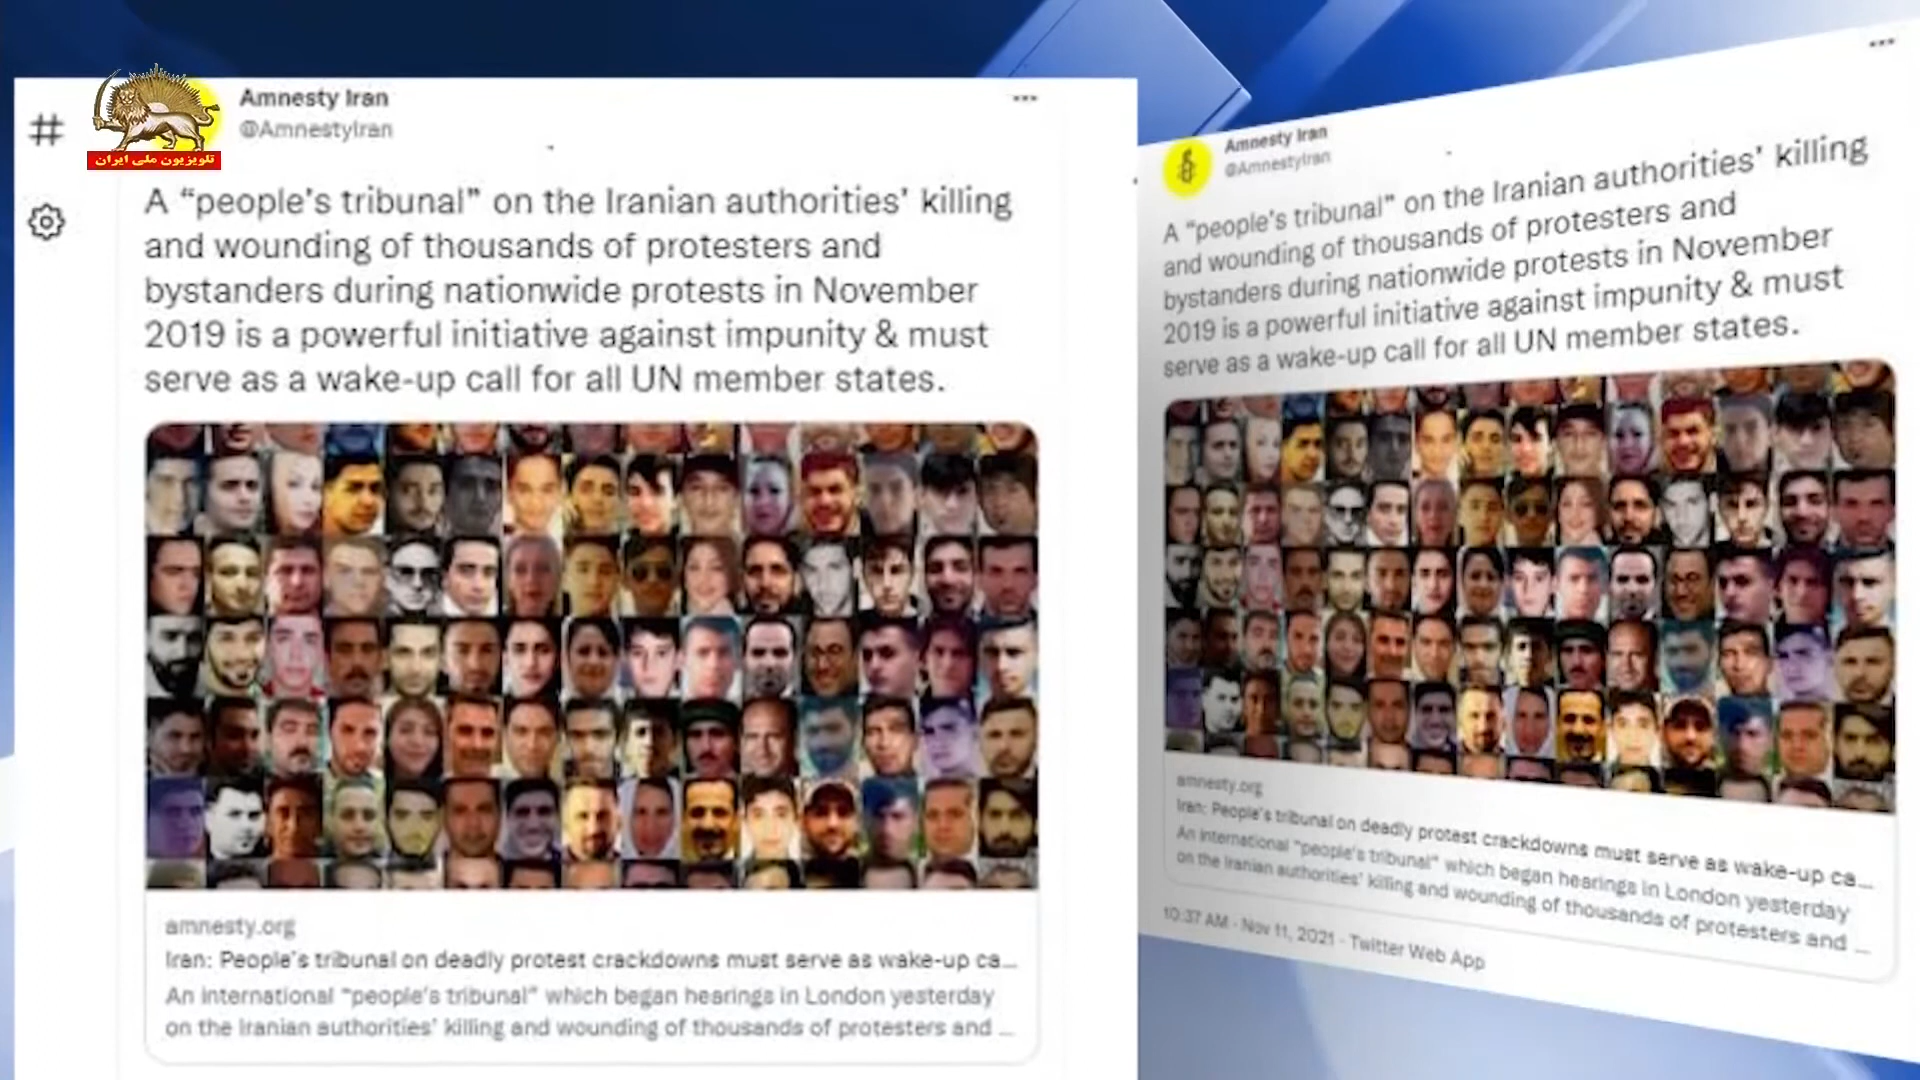 تلویزیون ملی ایران
Amnesty Iran
@AmnestyIran
A “people’s tribunal” on the Iranian authorities’ killing
and wounding of thousands of protesters and
bystanders during nationwide protests in November
2019 is a powerful initiative against impunity & must
serve as a wake-up call for all UN member states.
amnesty.org
Iran: People’s tribunal on deadly protest crackdowns must serve as wake-up ca...
An international “people’s tribunal” which began hearings in London yesterday
on the Iranian authorities’ killing and wounding of thousands of protesters and ...
Amnesty Iran
@AmnestyIran
A “people’s tribunal” on the Iranian authorities’ killing
and wounding of thousands of protesters and
bystanders during nationwide protests in November
2019 is a powerful initiative against impunity & must
serve as a wake-up call for all UN member states.
amnesty.org
Iran: People’s tribunal on deadly protest crackdowns must serve as wake-up ca...
An international “people’s tribunal” which began hearings in London yesterday
on the Iranian authorities’ killing and wounding of thousands of protesters and ...
10:37 AM · Nov 11, 2021 · Twitter Web App